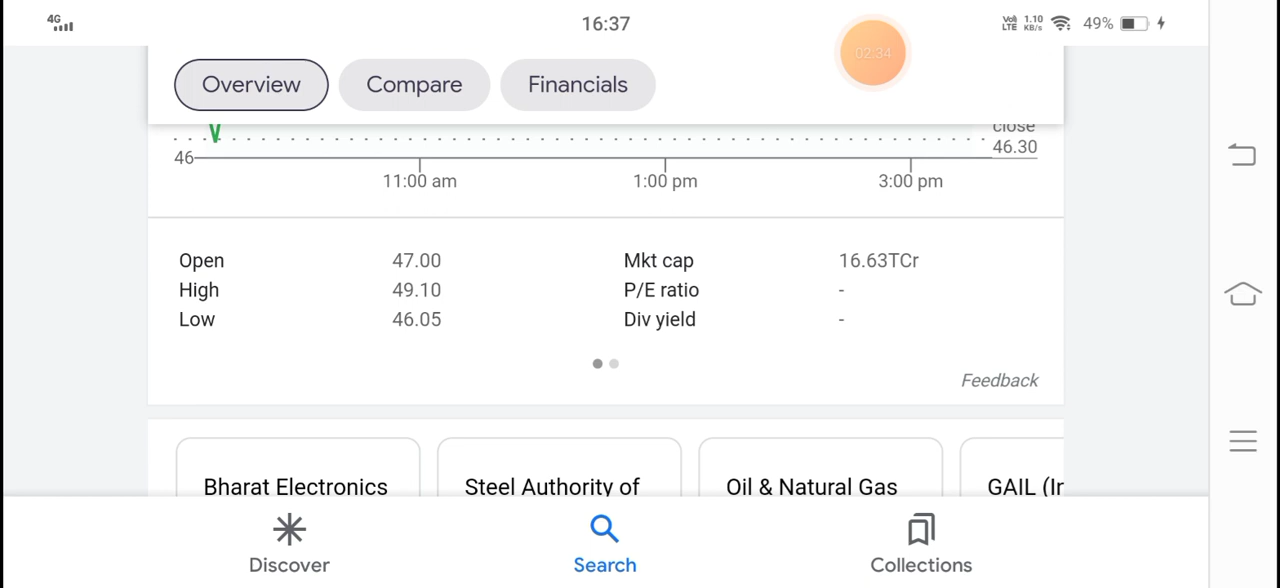 4G
16:37
Voll LTE
1.10 KB/s
49%
02:34
Overview
Compare
Financials
close
46.30
46
11:00 am
1:00 pm
3:00 pm
Open 47.00 Mkt cap 16.63TCr
High 49.10 P/E ratio -
Low 46.05 Div yield -
Feedback
Bharat Electronics
Steel Authority of
Oil & Natural Gas
GAIL (In
Discover
Search
Collections